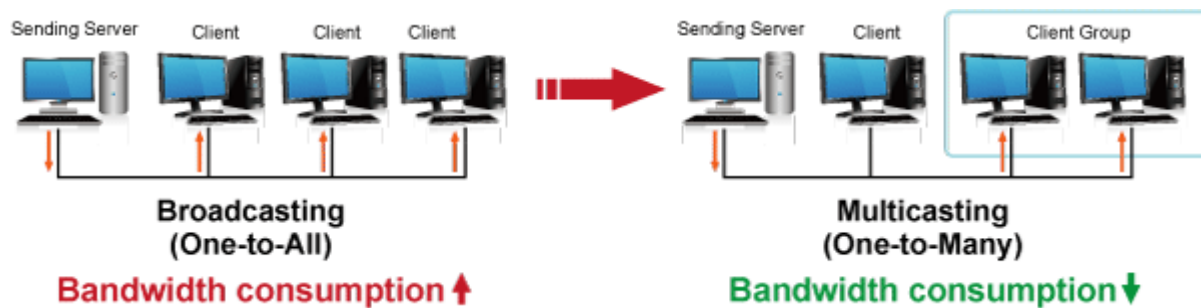 Sending Server Client Client Client
Sending Server Client Client Group
Broadcasting
(One-to-All)
Bandwidth consumption
Multicasting
(One-to-Many)
Bandwidth consumption